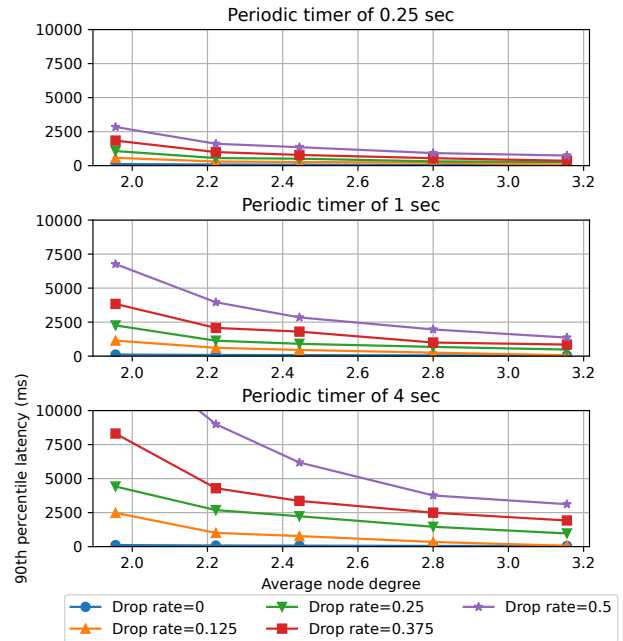 Periodic timer of 0.25 sec
10000
7500
5000
2500
0
2.0 2.2 2.4 2.6 2.8 3.0 3.2
Periodic timer of 1 sec
10000
7500
5000
2500
0
2.0 2.2 2.4 2.6 2.8 3.0 3.2
Periodic timer of 4 sec
10000
7500
5000
2500
0
2.0 2.2 2.4 2.6 2.8 3.0 3.2
90th percentile latency (ms)
Average node degree
Drop rate=0 Drop rate=0.25 Drop rate=0.5
Drop rate=0.125 Drop rate=0.375